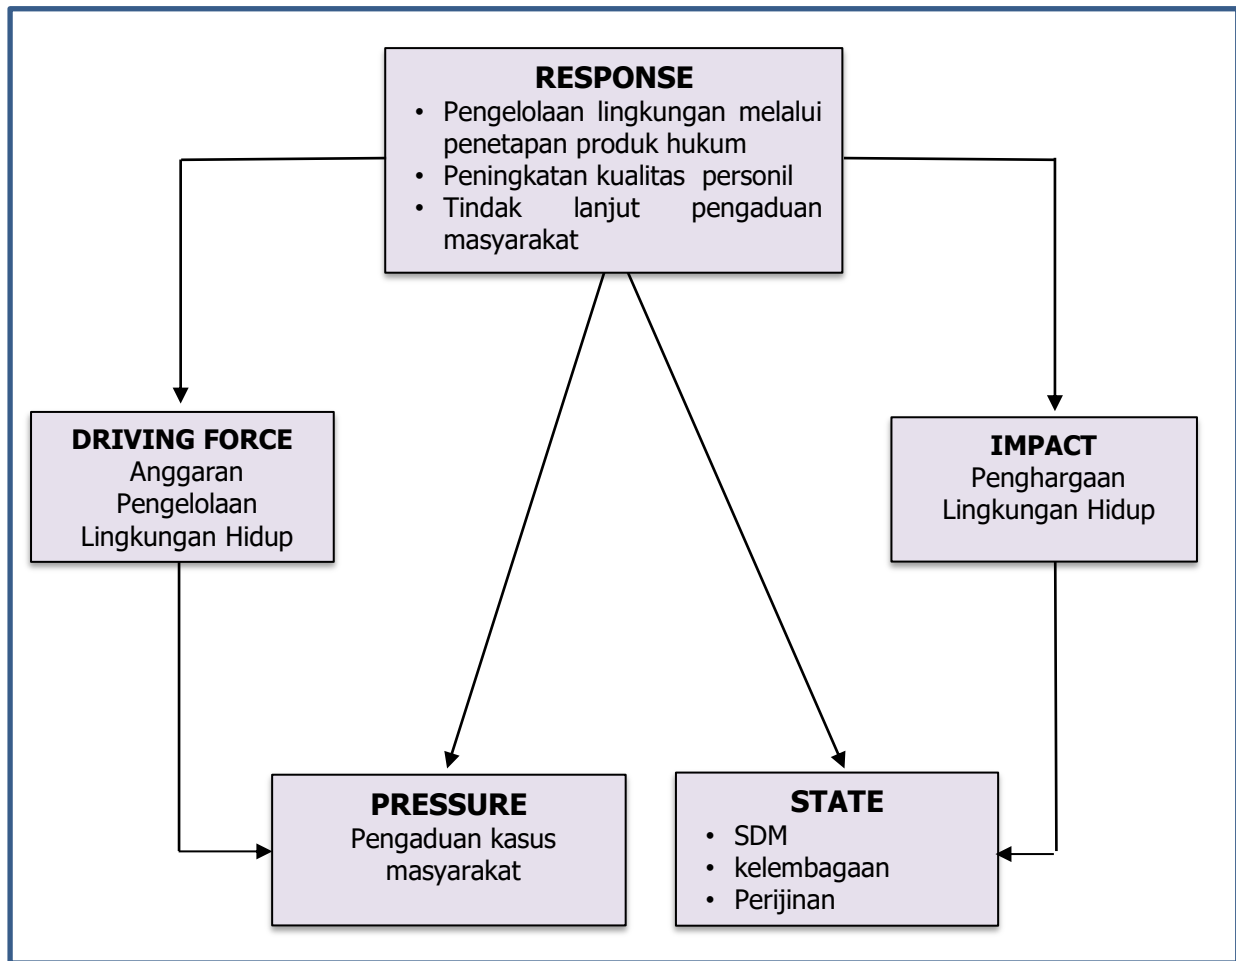 RESPONSE
• Pengelolaan lingkungan melalui
penetapan produk hukum
• Peningkatan kualitas personil
• Tindak lanjut pengaduan
masyarakat
DRIVING FORCE
Anggaran
Pengelolaan
Lingkungan Hidup
IMPACT
Penghargaan
Lingkungan Hidup
PRESSURE
Pengaduan kasus
masyarakat
STATE
• SDM
• kelembagaan
• Perijinan